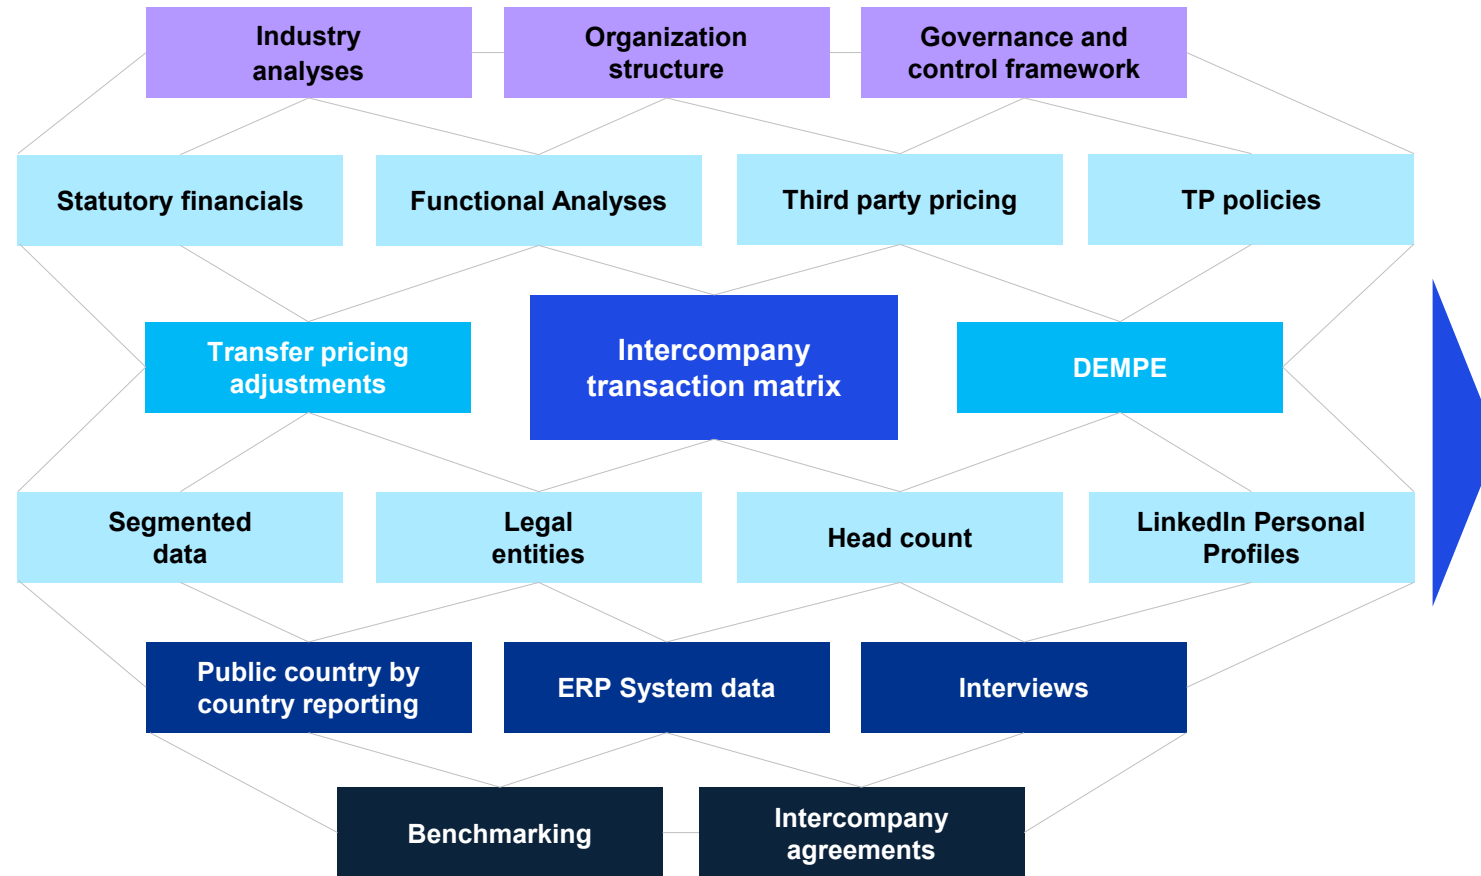 Industry
analyses
Organization
structure
Governance and
control framework
Statutory financials
Functional Analyses
Third party pricing
TP policies
Transfer pricing
adjustments
Intercompany
transaction matrix
DEMPE
Segmented
data
Legal
entities
Head count
LinkedIn Personal
Profiles
Public country by
country reporting
ERP System data
Interviews
Benchmarking
Intercompany
agreements